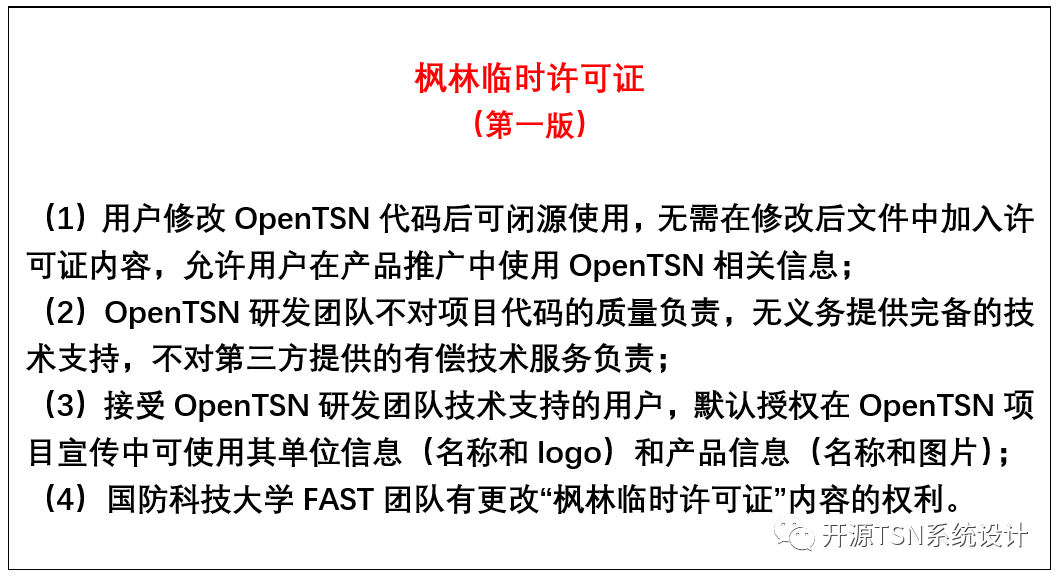 枫林临时许可证
（第一版）
（1）用户修改 OpenTSN 代码后可闭源使用，无需在修改后文件中加入许
可证内容，允许用户在产品推广中使用 OpenTSN 相关信息；
（2）OpenTSN 研发团队不对项目代码的质量负责，无义务提供完备的技
术支持，不对第三方提供的有偿技术服务负责；
（3）接受 OpenTSN 研发团队技术支持的用户，默认授权在 OpenTSN 项
目宣传中可使用其单位信息（名称和 logo）和产品信息（名称和图片）；
（4）国防科技大学 FAST 团队有更改“枫林临时许可证”内容的权利。
开源TSN系统设计